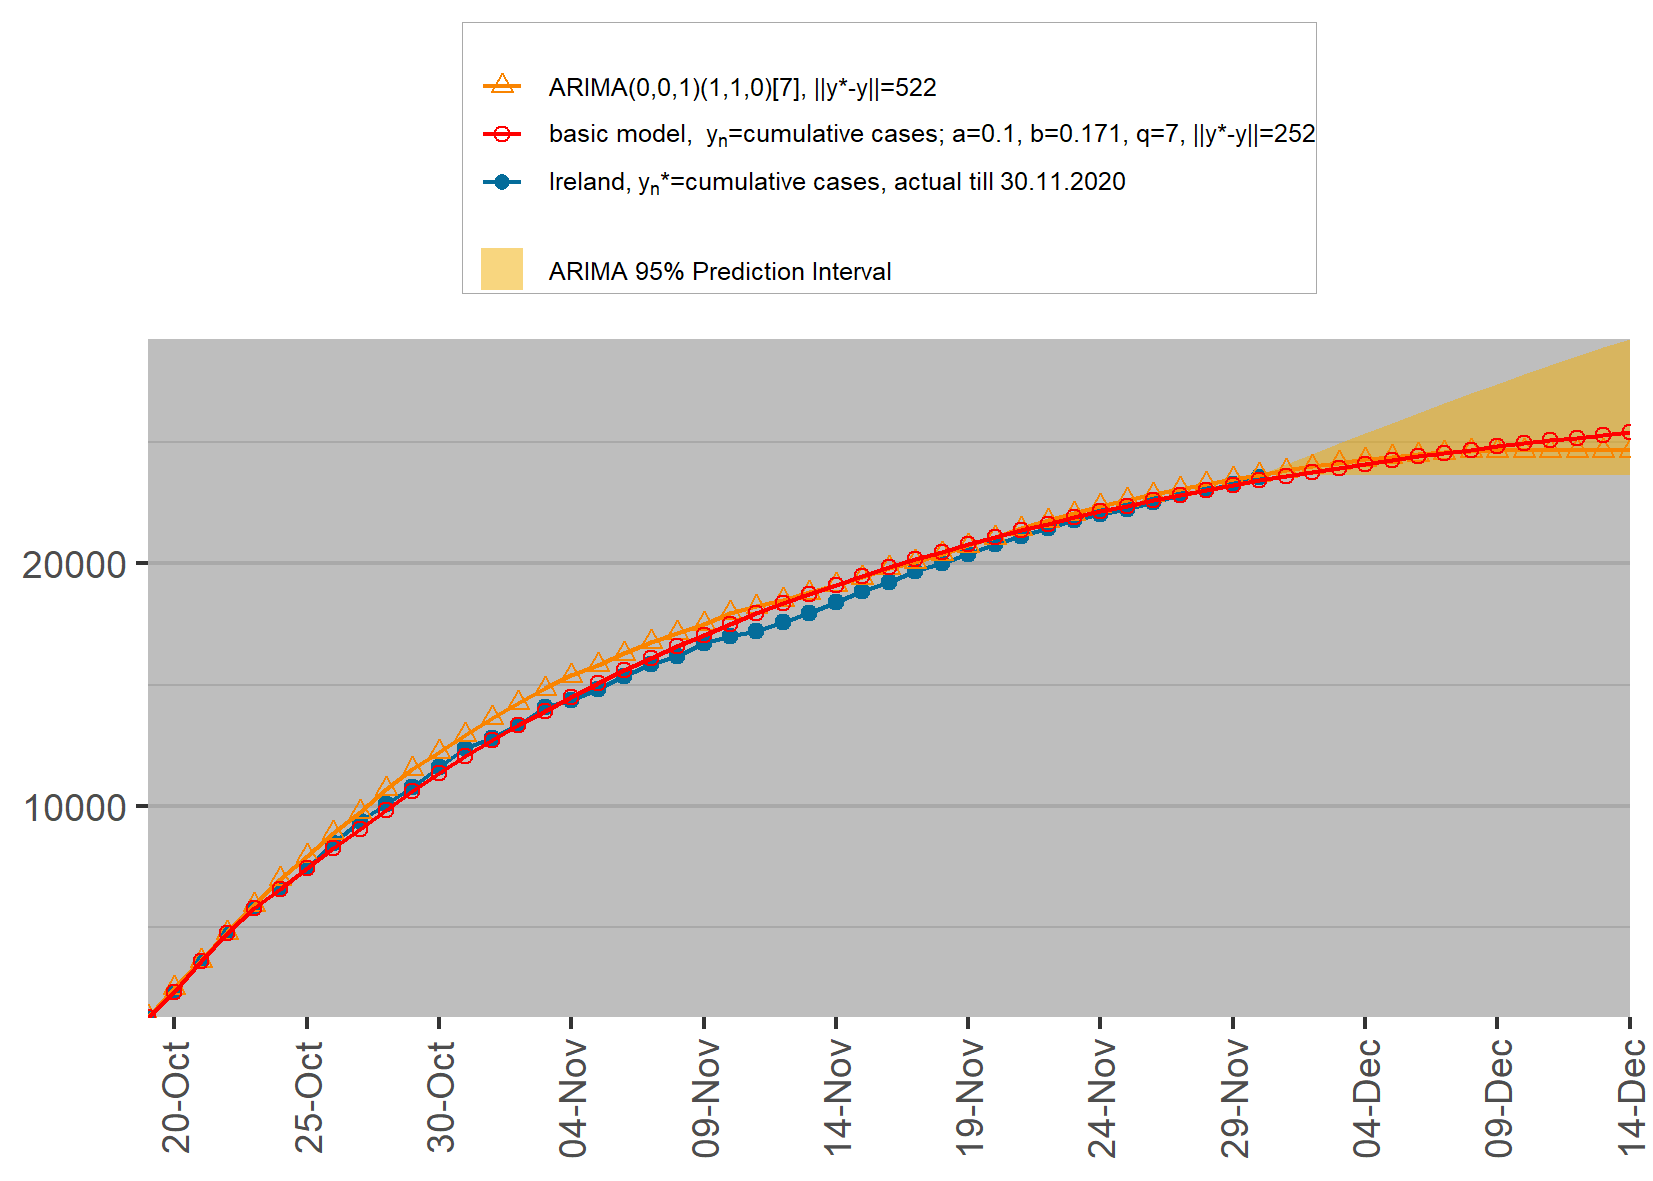 ARIMA(0,0,1)(1,1,0)[7], ||y*-y||=522
basic model, yn=cumulative cases; a=0.1, b=0.171, q=7, ||y*-y||=252
Ireland, yn*=cumulative cases, actual till 30.11.2020
ARIMA 95% Prediction Interval
20000
10000
20-Oct
25-Oct
30-Oct
04-Nov
09-Nov
14-Nov
19-Nov
24-Nov
29-Nov
04-Dec
09-Dec
14-Dec